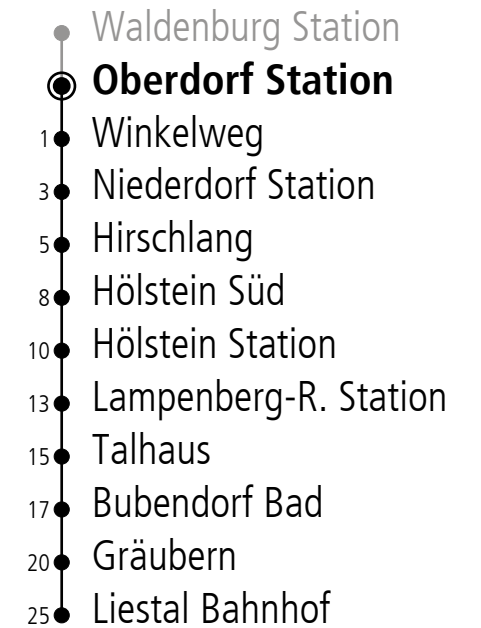 Waldenburg Station
Oberdorf Station
1 Winkelweg
3 Niederdorf Station
5 Hirschlang
8 Hölstein Süd
10 Hölstein Station
13 Lampenberg-R. Station
15 Talhaus
17 Bubendorf Bad
20 Gräubern
25 Liestal Bahnhof